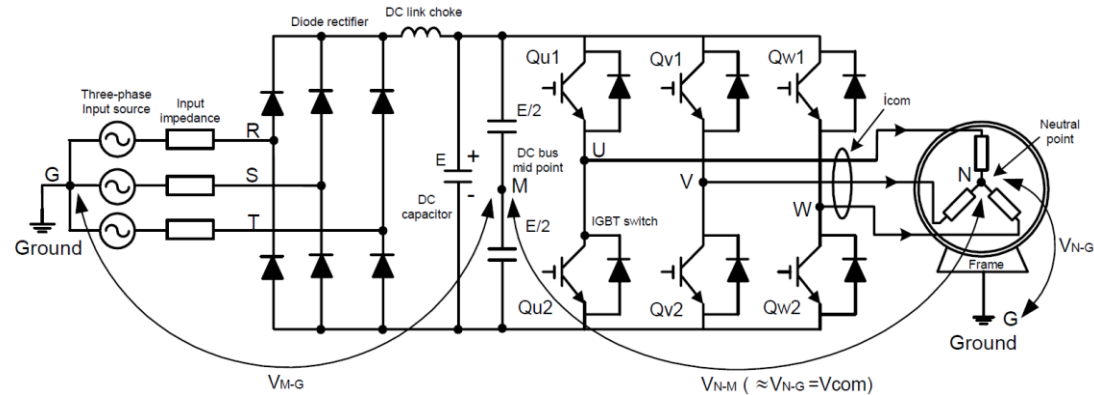 Diode rectifier
DC link choke
Three-phase
Input source
Input
impedance
R
S
T
G
Ground
E
+
-
DC
capacitor
E/2
DC bus
mid point
M
E/2
Qu1
Qv1
Qw1
icom
U
V
W
IGBT switch
Qu2
Qv2
Qw2
Neutral
point
N
VN-G
Frame
G
Ground
VM-G
VN-M ( ≈VN-G =Vcom)